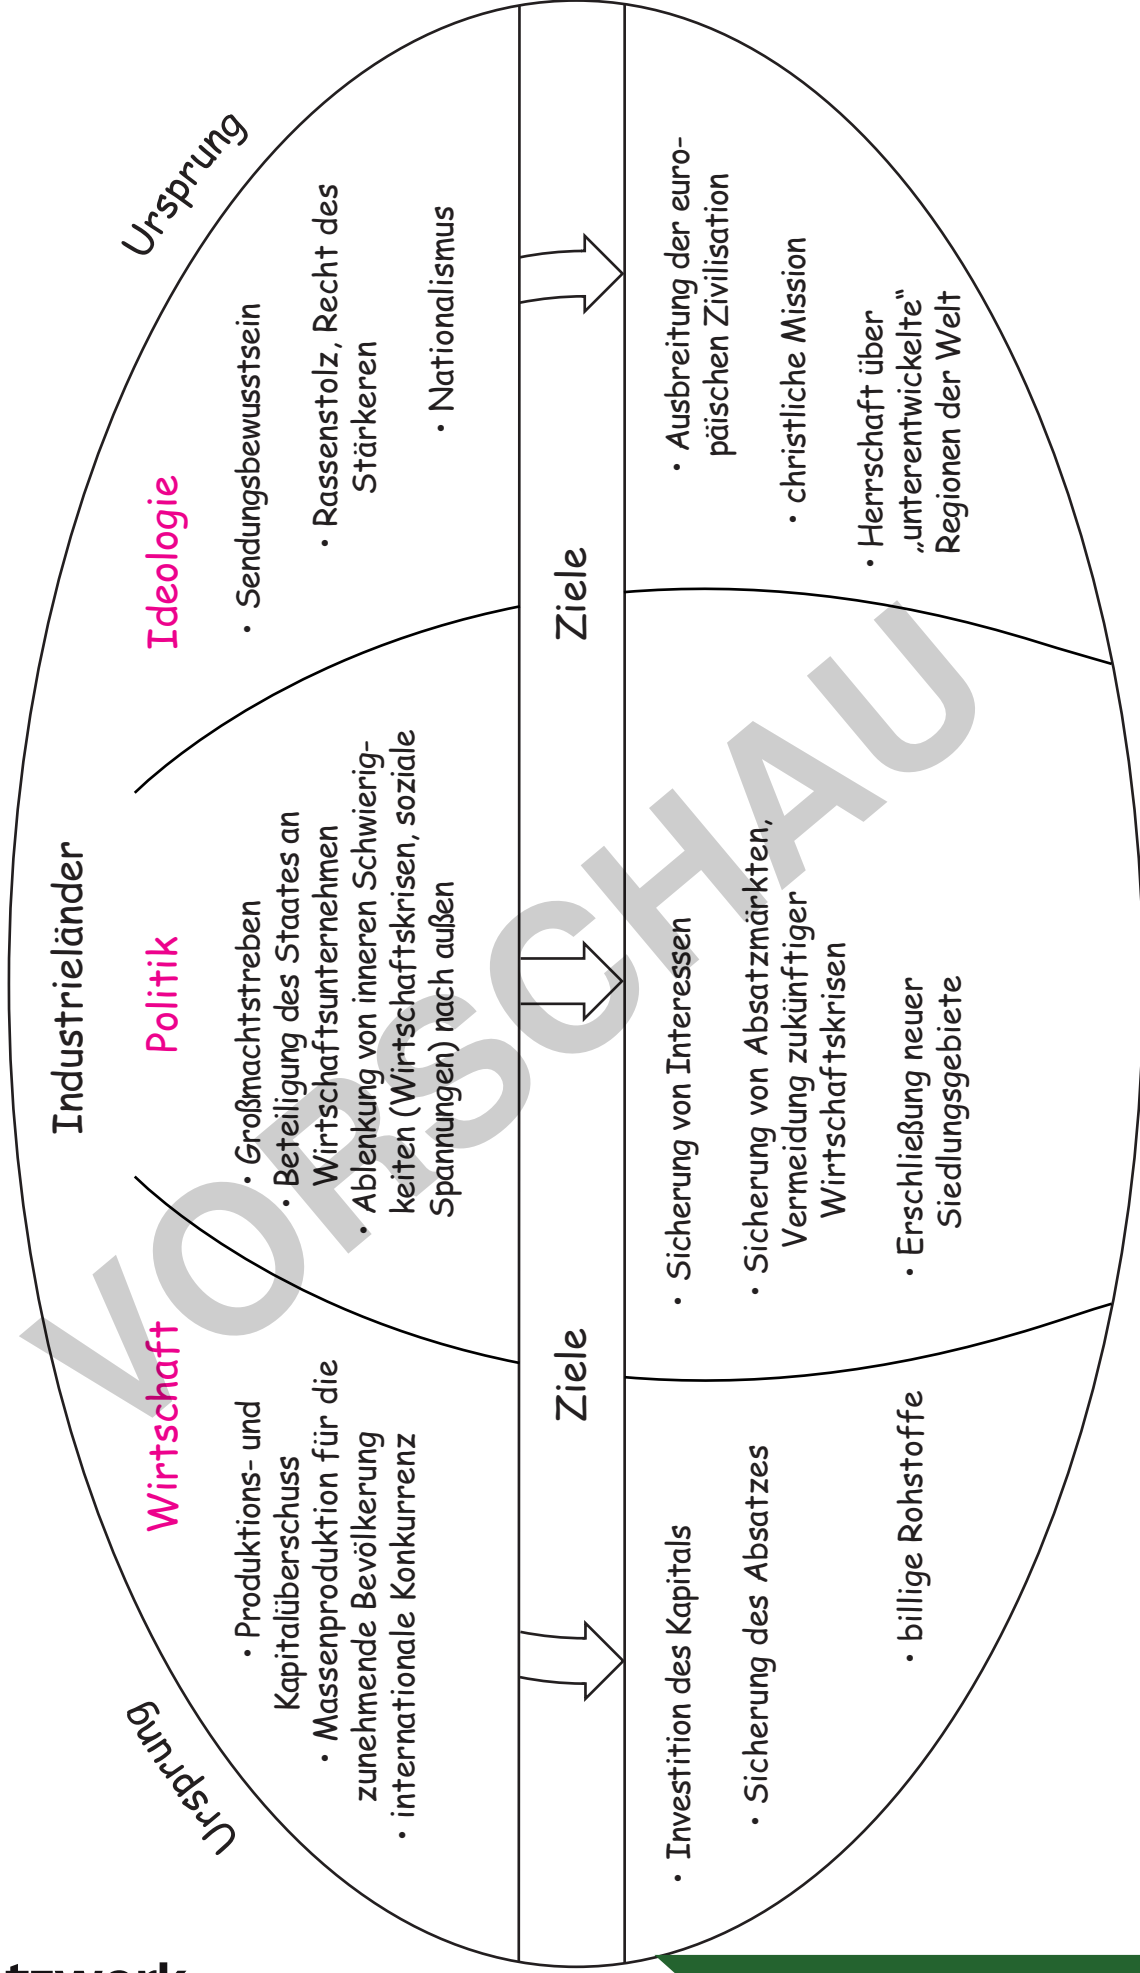 Industrieländer
Ursprung
Ursprung
Wirtschaft
• Produktions- und
Kapitalüberschuss
• Massenproduktion für die
zunehmende Bevölkerung
• internationale Konkurrenz
Politik
• Großmachtstreben
• Beteiligung des Staates an
Wirtschaftsunternehmen
• Ablenkung von inneren Schwierig-
keiten (Wirtschaftskrisen, soziale
Spannungen) nach außen
Ideologie
• Sendungsbewusstsein
• Rassenstolz, Recht des
Stärkeren
• Nationalismus
Ziele
Ziele
• Investition des Kapitals
• Sicherung des Absatzes
• billige Rohstoffe
• Sicherung von Interessen
• Sicherung von Absatzmärkten,
Vermeidung zukünftiger
Wirtschaftskrisen
• Erschließung neuer
Siedlungsgebiete
• Ausbreitung der euro-
päischen Zivilisation
• christliche Mission
• Herrschaft über
„unterentwickelte“
Regionen der Welt
VORSCHAU